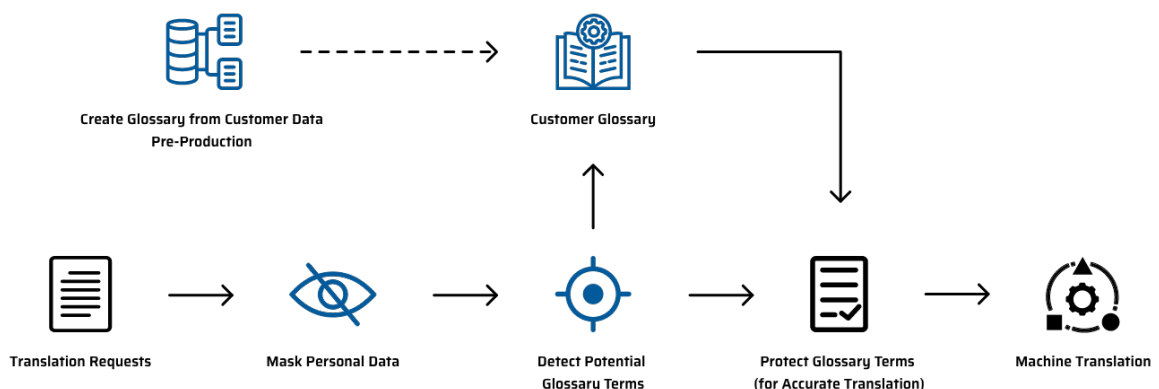 Create Glossary from Customer Data
Pre-Production
Customer Glossary
Translation Requests
Mask Personal Data
Detect Potential
Glossary Terms
Protect Glossary Terms
(for Accurate Translation)
Machine Translation